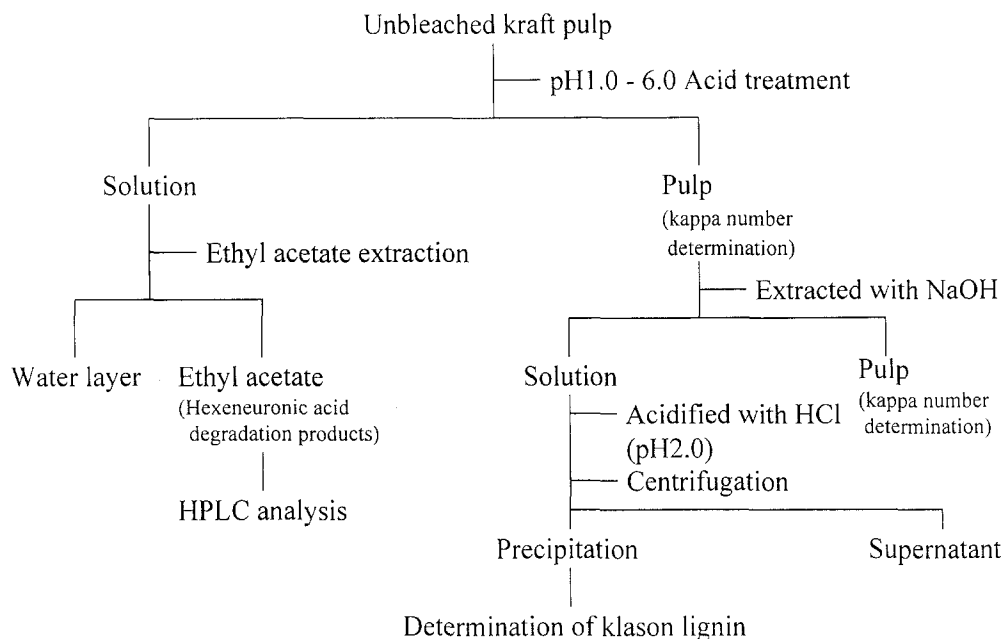 Unbleached kraft pulp
pH1.0 - 6.0 Acid treatment
Solution
Pulp
(kappa number
determination)
Ethyl acetate extraction
Extracted with NaOH
Water layer
Ethyl acetate
(Hexeneuronic acid
degradation products)
HPLC analysis
Solution
Pulp
(kappa number
determination)
Acidified with HCl
(pH2.0)
Centrifugation
Precipitation
Supernatant
Determination of klason lignin